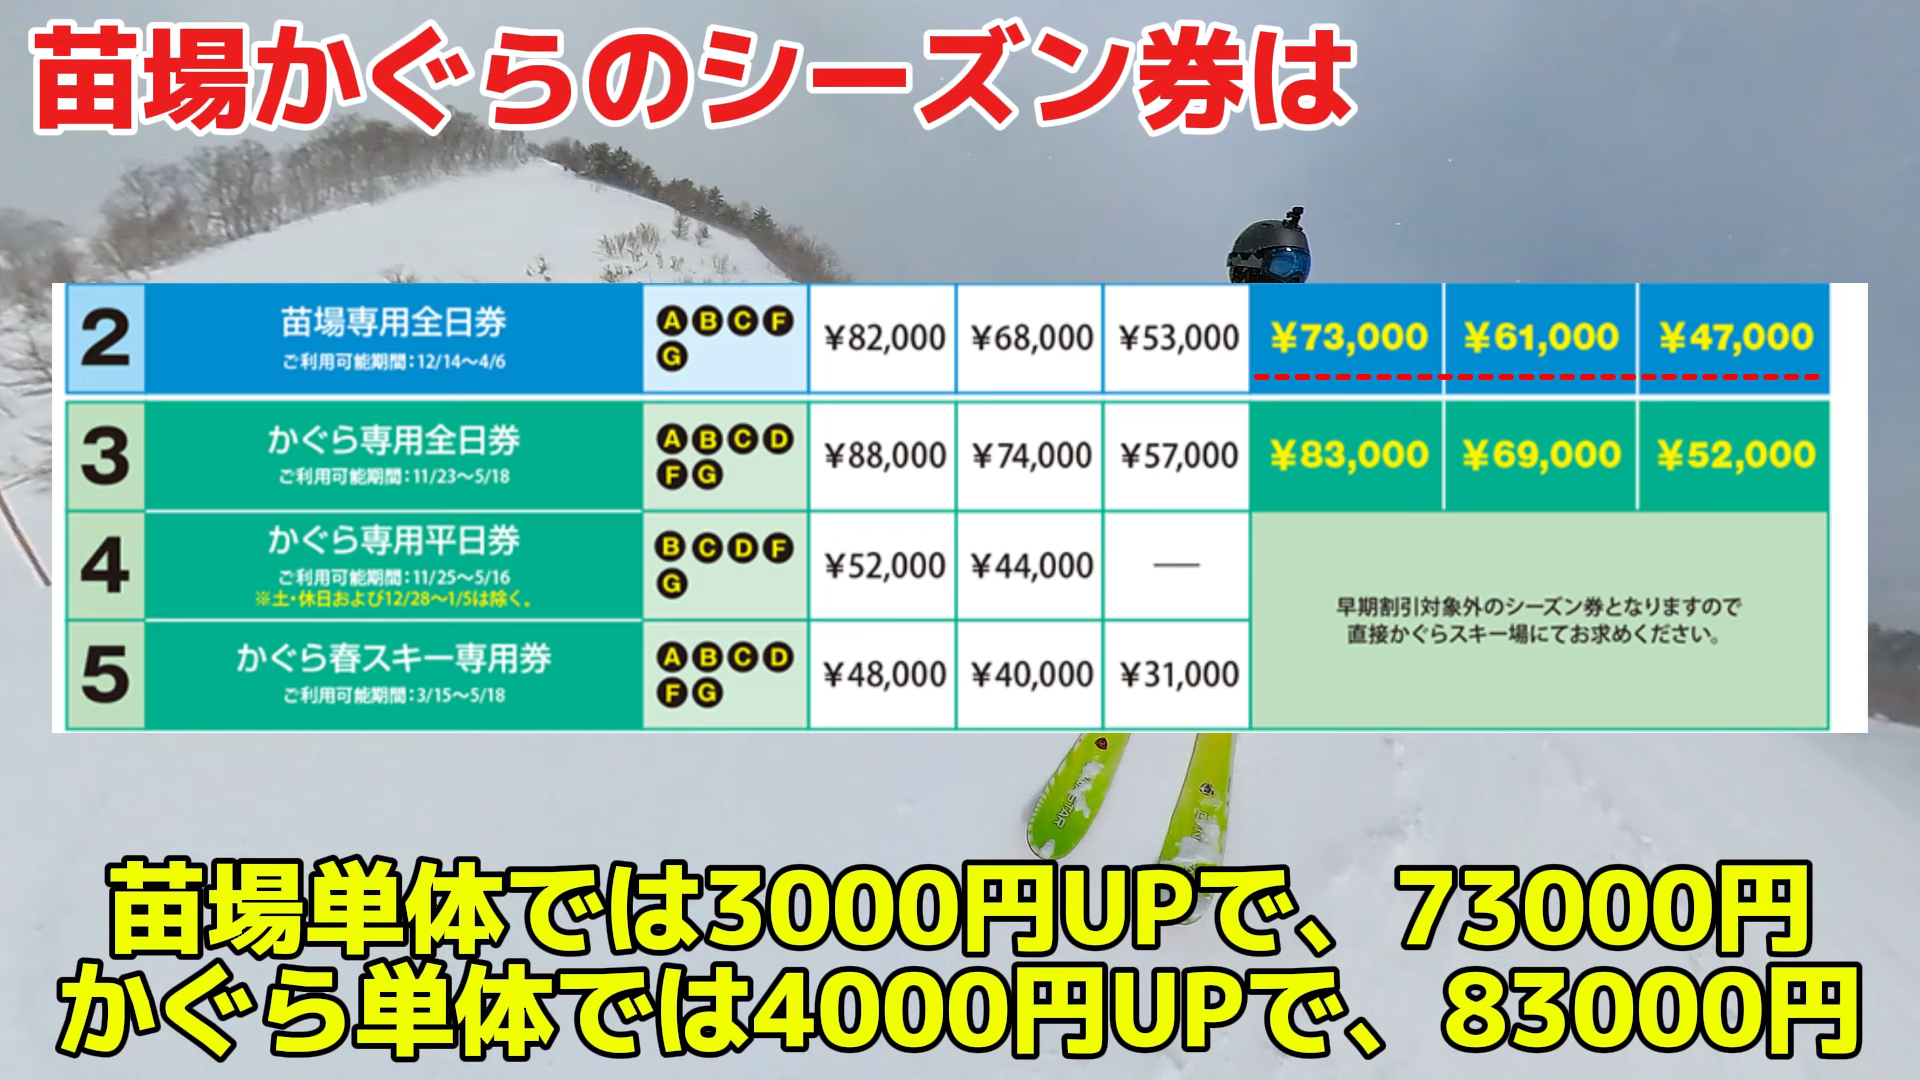 苗場かぐらのシーズン券は
2 苗場専用全日券 ABCF ¥82,000 ¥68,000 ¥53,000 ¥73,000 ¥61,000 ¥47,000
ご利用可能期間:12/14〜4/6 G
3 かぐら専用全日券 ABCD ¥88,000 ¥74,000 ¥57,000 ¥83,000 ¥69,000 ¥52,000
ご利用可能期間:11/23〜5/18 FG
4 かぐら専用平日券 BCDF ¥52,000 ¥44,000 —
ご利用可能期間:11/25〜5/16 G
※土・休日および12/28〜1/5は除く。
早期割引対象外のシーズン券となりますので
直接かぐらスキー場にてお求めください。
5 かぐら春スキー専用券 ABCD ¥48,000 ¥40,000 ¥31,000
ご利用可能期間:3/15〜5/18 FG
苗場単体では3000円UPで、73000円
かぐら単体では4000円UPで、83000円